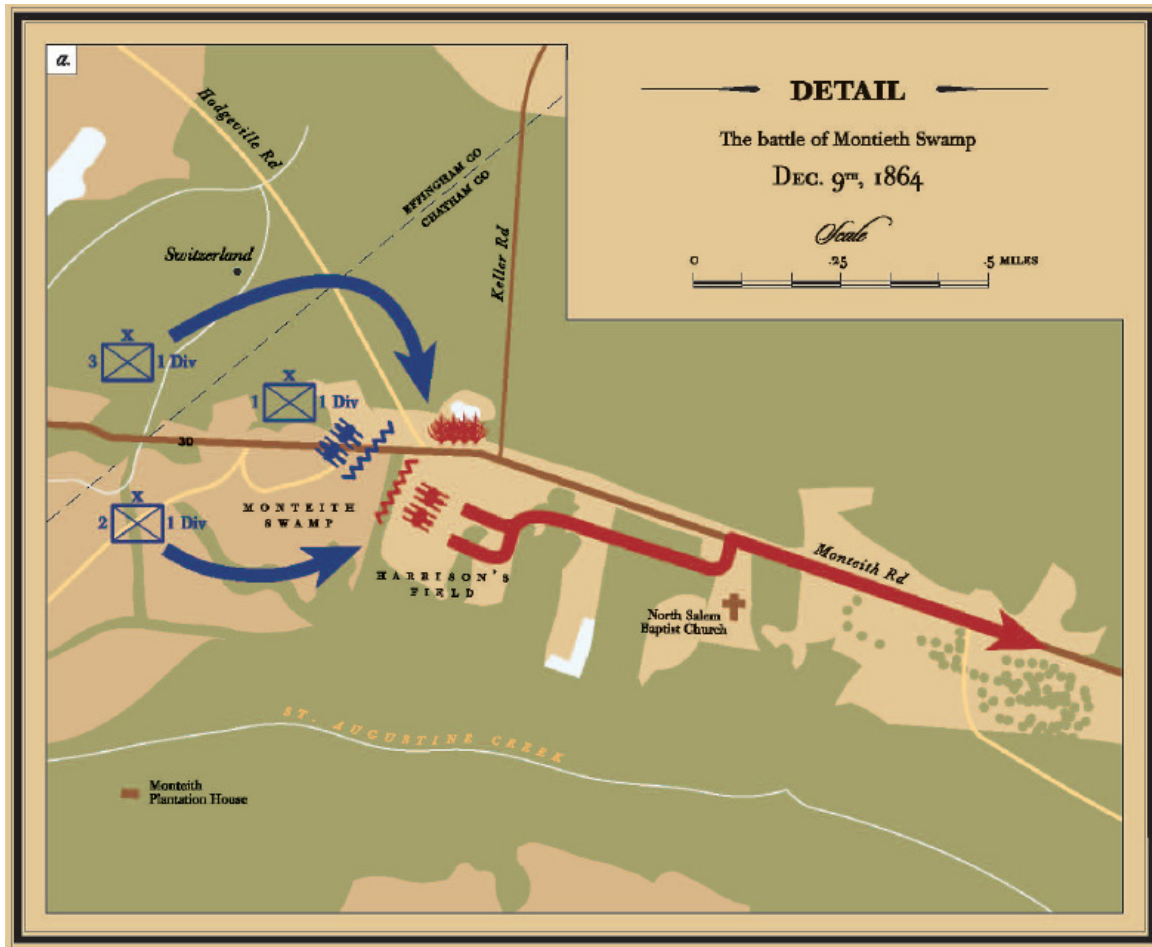 a.
DETAIL
The battle of Montieth Swamp
DEC. 9TH, 1864
Scale
0 .25 .5 MILES
Hodgeville Rd
EFFINGHAM CO
CHATHAM CO
Keller Rd
Switzerland
X
3 1 Div
X
1 1 Div
30
X
2 1 Div
MONTEITH
SWAMP
HARRISON'S
FIELD
Monteith Rd
North Salem
Baptist Church
ST. AUGUSTINE CREEK
Monteith
Plantation House